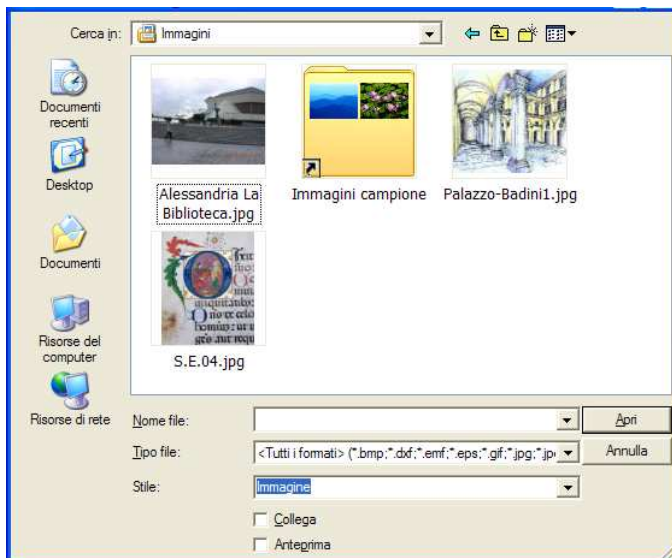 Cerca in:
Immagini
Documenti
recenti
Desktop
Documenti
Risorse del
computer
Risorse di rete
Alessandria La
Biblioteca.jpg
Immagini campione
Palazzo-Badini1.jpg
S.E.04.jpg
Nome file:
Apri
Tipo file:
<Tutti i formati> (*.bmp;*.dxf;*.emf;*.eps;*.gif;*.jpg;*.jp
Annulla
Stile:
Immagine
Collega
Anteprima